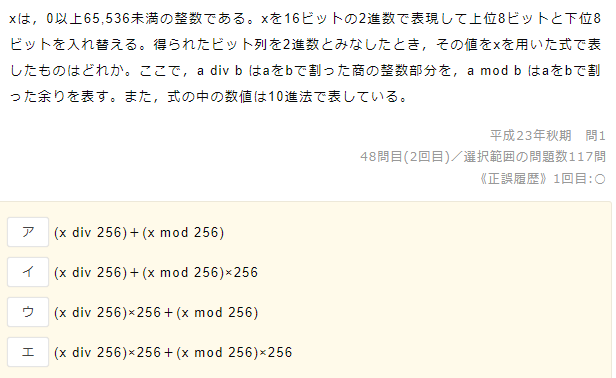 xは，0以上65,536未満の整数である。xを16ビットの2進数で表現して上位8ビットと下位8
ビットを入れ替える。得られたビット列を2進数とみなしたとき，その値をxを用いた式で表
したものはどれか。ここで，a div b はaをbで割った商の整数部分を，a mod b はaをbで割
った余りを表す。また，式の中の数値は10進法で表している。
平成23年秋期　問1
48問目(2回目)／選択範囲の問題数117問
《正誤履歴》1回目:○
ア (x div 256)＋(x mod 256)
イ (x div 256)＋(x mod 256)×256
ウ (x div 256)×256＋(x mod 256)
エ (x div 256)×256＋(x mod 256)×256